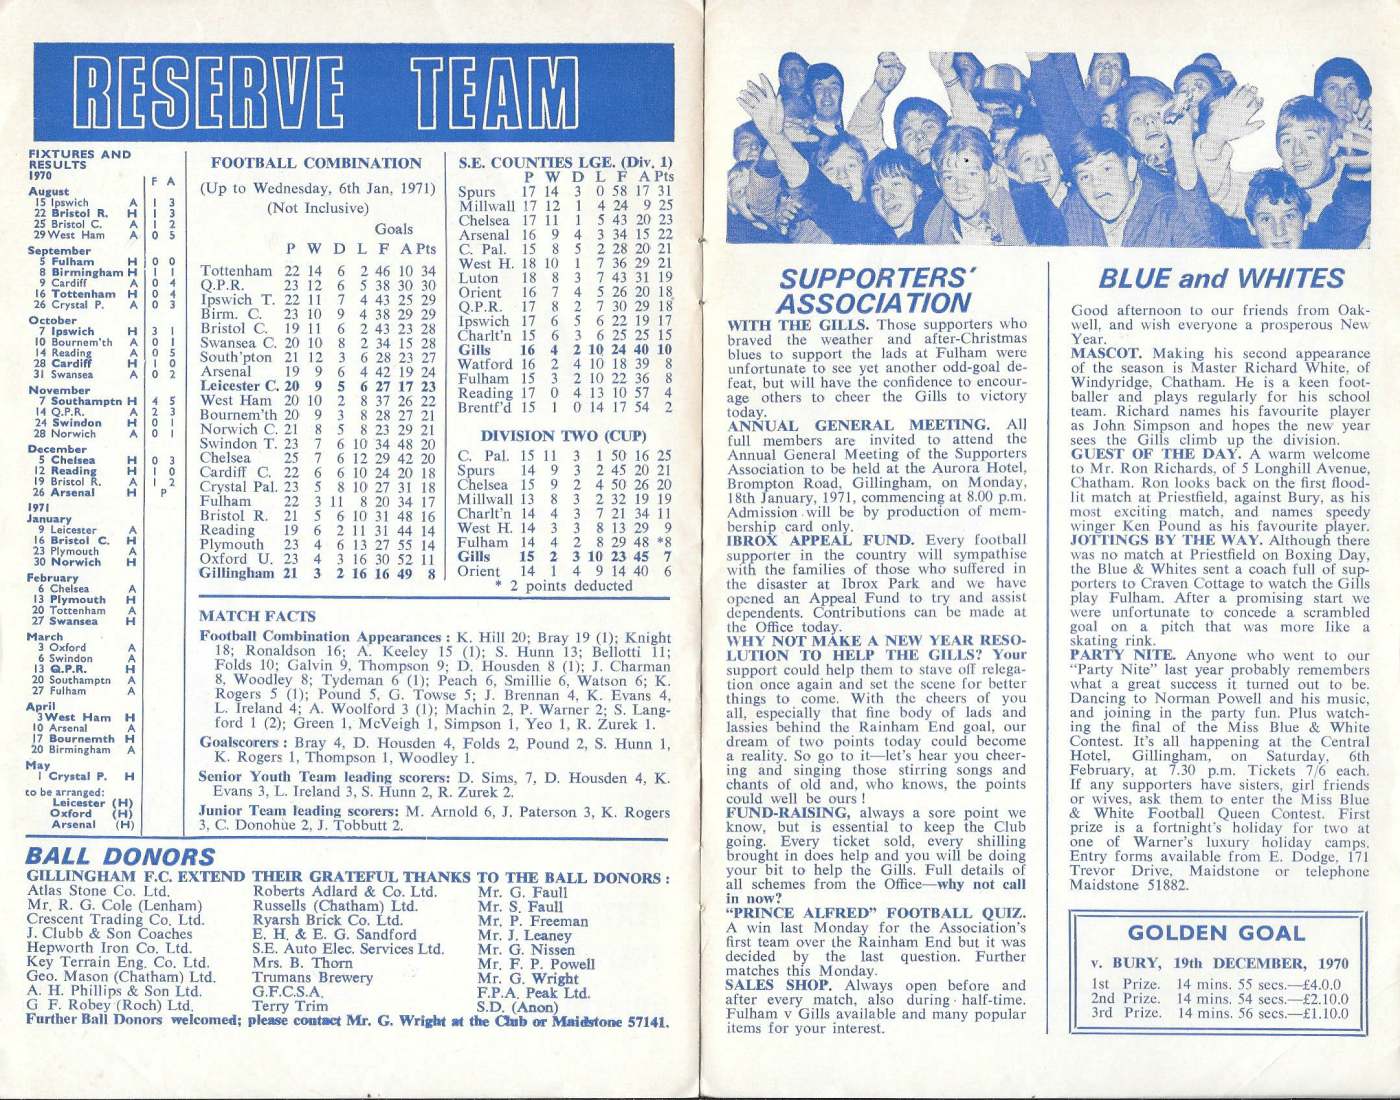 RESERVE TEAM
FIXTURES AND
RESULTS
1970
F A
August
15 Ipswich A 1 3
22 Bristol R. H 1 3
25 Bristol C. A 1 2
29 West Ham A 0 5
September
5 Fulham H 0 0
8 Birmingham H 1 1
9 Cardiff A 0 4
16 Tottenham H 0 4
26 Crystal P. A 0 3
October
7 Ipswich H 3 1
10 Bournem'th A 0 1
14 Reading A 0 5
28 Cardiff H 1 0
31 Swansea A 0 2
November
7 Southamptn H 4 5
14 Q.P.R. A 2 3
24 Swindon H 0 1
28 Norwich A 0 1
December
5 Chelsea H 0 3
12 Reading H 1 0
19 Bristol R. A 1 2
26 Arsenal H P
1971
January
9 Leicester A
16 Bristol C. H
23 Plymouth A
30 Norwich H
February
6 Chelsea A
13 Plymouth H
20 Tottenham A
27 Swansea H
March
3 Oxford A
6 Swindon A
13 Q.P.R. H
20 Southamptn A
27 Fulham A
April
3 West Ham H
10 Arsenal A
17 Bournemth H
20 Birmingham A
May
1 Crystal P. H
to be arranged:
Leicester (H)
Oxford (H)
Arsenal (H)
FOOTBALL COMBINATION
(Up to Wednesday, 6th Jan, 1971)
(Not Inclusive)
Goals
P W D L F A Pts
Tottenham 22 14 6 2 46 10 34
Q.P.R. 23 12 6 5 38 30 30
Ipswich T. 22 11 7 4 43 25 29
Birm. C. 23 10 9 4 38 29 29
Bristol C. 19 11 6 2 43 23 28
Swansea C. 20 10 8 2 34 15 28
South'pton 21 12 3 6 28 23 27
Arsenal 19 9 6 4 42 19 24
Leicester C. 20 9 5 6 27 17 23
West Ham 20 10 2 8 37 26 22
Bournem'th 20 9 3 8 28 27 21
Norwich C. 21 8 5 8 23 29 21
Swindon T. 23 7 6 10 34 48 20
Chelsea 25 7 6 12 29 42 20
Cardiff C. 22 6 6 10 24 20 18
Crystal Pal. 23 5 8 10 27 31 18
Fulham 22 3 11 8 20 34 17
Bristol R. 21 5 6 10 31 48 16
Reading 19 6 2 11 31 44 14
Plymouth 23 4 6 13 27 55 14
Oxford U. 23 4 3 16 30 52 11
Gillingham 21 3 2 16 16 49 8
S.E. COUNTIES LGE. (Div. 1)
P W D L F A Pts
Spurs 17 14 3 0 58 17 31
Millwall 17 12 1 4 24 9 25
Chelsea 17 11 1 5 43 20 23
Arsenal 16 9 4 3 34 15 22
C. Pal. 15 8 5 2 28 20 21
West H. 18 10 1 7 36 29 21
Luton 18 8 3 7 43 31 19
Orient 16 7 4 5 26 20 18
Q.P.R. 17 8 2 7 30 29 18
Ipswich 17 6 5 6 22 19 17
Charlt'n 15 6 3 6 25 25 15
Gills 16 4 2 10 24 40 10
Watford 16 2 4 10 18 39 8
Fulham 15 3 2 10 22 36 8
Reading 17 0 4 13 10 57 4
Brentf'd 15 1 0 14 17 54 2
DIVISION TWO (CUP)
C. Pal. 15 11 3 1 50 16 25
Spurs 14 9 3 2 45 20 21
Chelsea 15 9 2 4 50 26 20
Millwall 13 8 3 2 32 19 19
Charlt'n 14 4 3 7 21 34 11
West H. 14 3 3 8 13 29 9
Fulham 14 4 2 8 29 48 *8
Gills 15 2 3 10 23 45 7
Orient 14 1 4 9 14 40 6
* 2 points deducted
MATCH FACTS
Football Combination Appearances : K. Hill 20; Bray 19 (1); Knight
18; Ronaldson 16; A. Keeley 15 (1); S. Hunn 13; Bellotti 11;
Folds 10; Galvin 9, Thompson 9; D. Housden 8 (1); J. Charman
8, Woodley 8; Tydeman 6 (1); Peach 6, Smillie 6, Watson 6; K.
Rogers 5 (1); Pound 5, G. Towse 5; J. Brennan 4, K. Evans 4,
L. Ireland 4; A. Woolford 3 (1); Machin 2, P. Warner 2; S. Lang-
ford 1 (2); Green 1, McVeigh 1, Simpson 1, Yeo 1, R. Zurek 1.
Goalscorers : Bray 4, D. Housden 4, Folds 2, Pound 2, S. Hunn 1,
K. Rogers 1, Thompson 1, Woodley 1.
Senior Youth Team leading scorers: D. Sims, 7, D. Housden 4, K.
Evans 3, L. Ireland 3, S. Hunn 2, R. Zurek 2.
Junior Team leading scorers: M. Arnold 6, J. Paterson 3, K. Rogers
3, C. Donohue 2, J. Tobbutt 2.
BALL DONORS
GILLINGHAM F.C. EXTEND THEIR GRATEFUL THANKS TO THE BALL DONORS :
Atlas Stone Co. Ltd. Roberts Adlard & Co. Ltd. Mr. G. Faull
Mr. R. G. Cole (Lenham) Russells (Chatham) Ltd. Mr. S. Faull
Crescent Trading Co. Ltd. Ryarsh Brick Co. Ltd. Mr. P. Freeman
J. Clubb & Son Coaches E. H. & E. G. Sandford Mr. J. Leaney
Hepworth Iron Co. Ltd. S.E. Auto Elec. Services Ltd. Mr. G. Nissen
Key Terrain Eng. Co. Ltd. Mrs. B. Thorn Mr. F. P. Powell
Geo. Mason (Chatham) Ltd. Trumans Brewery Mr. G. Wright
A. H. Phillips & Son Ltd. G.F.C.S.A. F.P.A. Peak Ltd.
G F. Robey (Roch) Ltd. Terry Trim S.D. (Anon)
Further Ball Donors welcomed; please contact Mr. G. Wright at the Club or Maidstone 57141.
SUPPORTERS'
ASSOCIATION
WITH THE GILLS. Those supporters who
braved the weather and after-Christmas
blues to support the lads at Fulham were
unfortunate to see yet another odd-goal de-
feat, but will have the confidence to encour-
age others to cheer the Gills to victory
today.
ANNUAL GENERAL MEETING. All
full members are invited to attend the
Annual General Meeting of the Supporters
Association to be held at the Aurora Hotel,
Brompton Road, Gillingham, on Monday,
18th January, 1971, commencing at 8.00 p.m.
Admission will be by production of mem-
bership card only.
IBROX APPEAL FUND. Every football
supporter in the country will sympathise
with the families of those who suffered in
the disaster at Ibrox Park and we have
opened an Appeal Fund to try and assist
dependents. Contributions can be made at
the Office today.
WHY NOT MAKE A NEW YEAR RESO-
LUTION TO HELP THE GILLS? Your
support could help them to stave off relega-
tion once again and set the scene for better
things to come. With the cheers of you
all, especially that fine body of lads and
lassies behind the Rainham End goal, our
dream of two points today could become
a reality. So go to it—let's hear you cheer-
ing and singing those stirring songs and
chants of old and, who knows, the points
could well be ours !
FUND-RAISING, always a sore point we
know, but is essential to keep the Club
going. Every ticket sold, every shilling
brought in does help and you will be doing
your bit to help the Gills. Full details of
all schemes from the Office—why not call
in now?
“PRINCE ALFRED” FOOTBALL QUIZ.
A win last Monday for the Association's
first team over the Rainham End but it was
decided by the last question. Further
matches this Monday.
SALES SHOP. Always open before and
after every match, also during half-time.
Fulham v Gills available and many popular
items for your interest.
BLUE and WHITES
Good afternoon to our friends from Oak-
well, and wish everyone a prosperous New
Year.
MASCOT. Making his second appearance
of the season is Master Richard White, of
Windyridge, Chatham. He is a keen foot-
baller and plays regularly for his school
team. Richard names his favourite player
as John Simpson and hopes the new year
sees the Gills climb up the division.
GUEST OF THE DAY. A warm welcome
to Mr. Ron Richards, of 5 Longhill Avenue,
Chatham. Ron looks back on the first flood-
lit match at Priestfield, against Bury, as his
most exciting match, and names speedy
winger Ken Pound as his favourite player.
JOTTINGS BY THE WAY. Although there
was no match at Priestfield on Boxing Day,
the Blue & Whites sent a coach full of sup-
porters to Craven Cottage to watch the Gills
play Fulham. After a promising start we
were unfortunate to concede a scrambled
goal on a pitch that was more like a
skating rink.
PARTY NITE. Anyone who went to our
“Party Nite” last year probably remembers
what a great success it turned out to be.
Dancing to Norman Powell and his music,
and joining in the party fun. Plus watch-
ing the final of the Miss Blue & White
Contest. It's all happening at the Central
Hotel, Gillingham, on Saturday, 6th
February, at 7.30 p.m. Tickets 7/6 each.
If any supporters have sisters, girl friends
or wives, ask them to enter the Miss Blue
& White Football Queen Contest. First
prize is a fortnight's holiday for two at
one of Warner's luxury holiday camps.
Entry forms available from E. Dodge, 171
Trevor Drive, Maidstone or telephone
Maidstone 51882.
GOLDEN GOAL
v. BURY, 19th DECEMBER, 1970
1st Prize. 14 mins. 55 secs.—£4.0.0
2nd Prize. 14 mins. 54 secs.—£2.10.0
3rd Prize. 14 mins. 56 secs.—£1.10.0